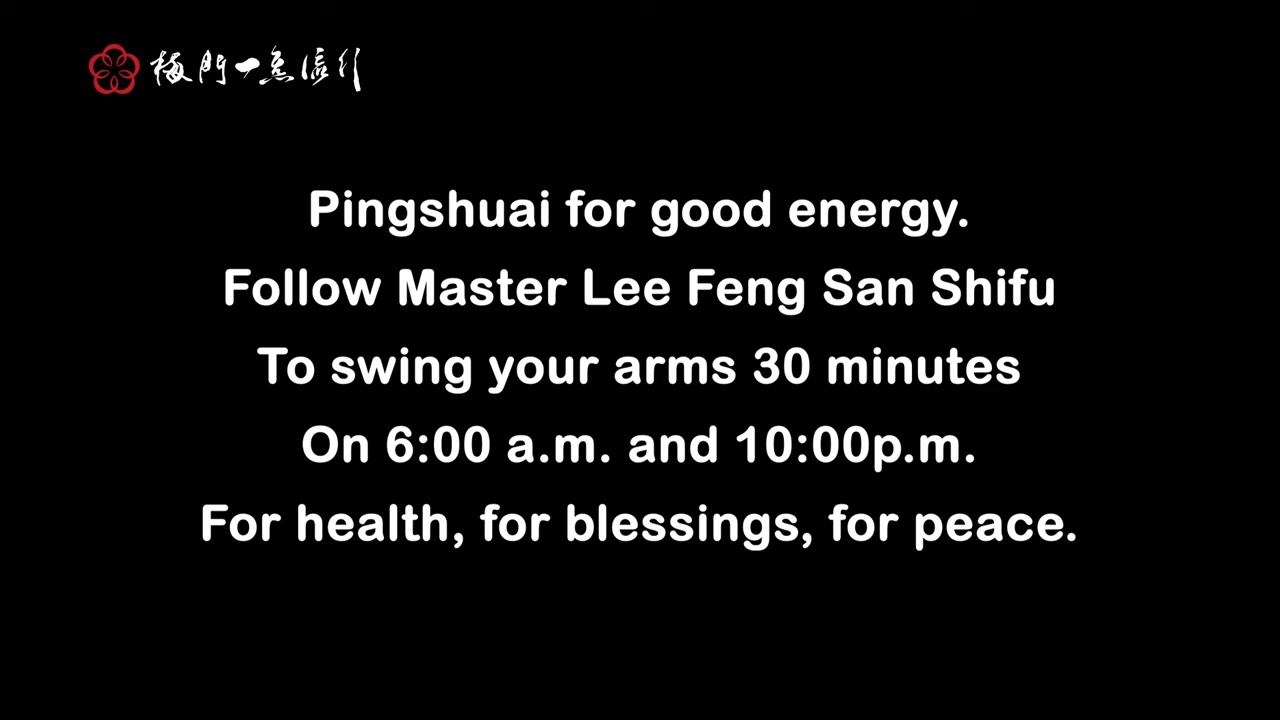 梅門一氣流行
Pingshuai for good energy.
Follow Master Lee Feng San Shifu
To swing your arms 30 minutes
On 6:00 a.m. and 10:00p.m.
For health, for blessings, for peace.